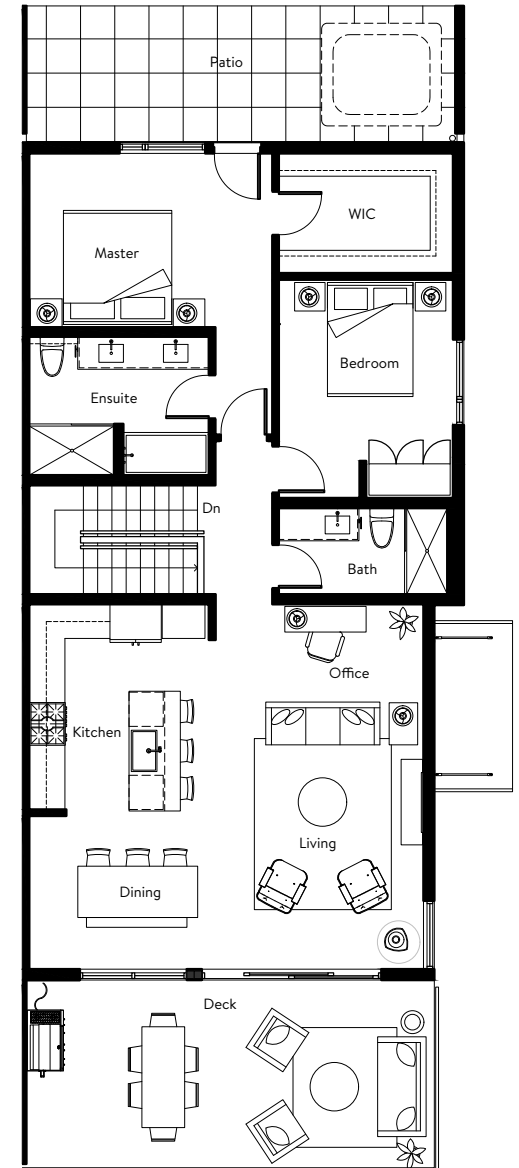 Patio
WIC
Master
Bedroom
Ensuite
Dn
Bath
Office
Kitchen
Living
Dining
Deck